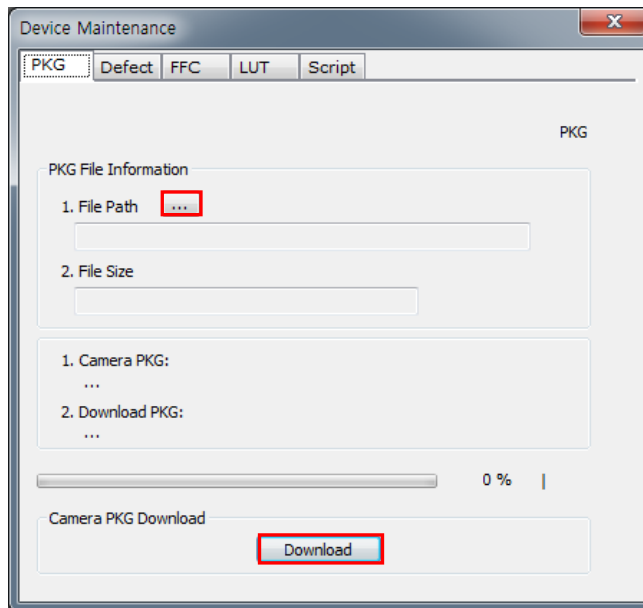 Device Maintenance
PKG Defect FFC LUT Script
PKG
PKG File Information
1. File Path ...
2. File Size
1. Camera PKG:
...
2. Download PKG:
...
0 %
Camera PKG Download
Download